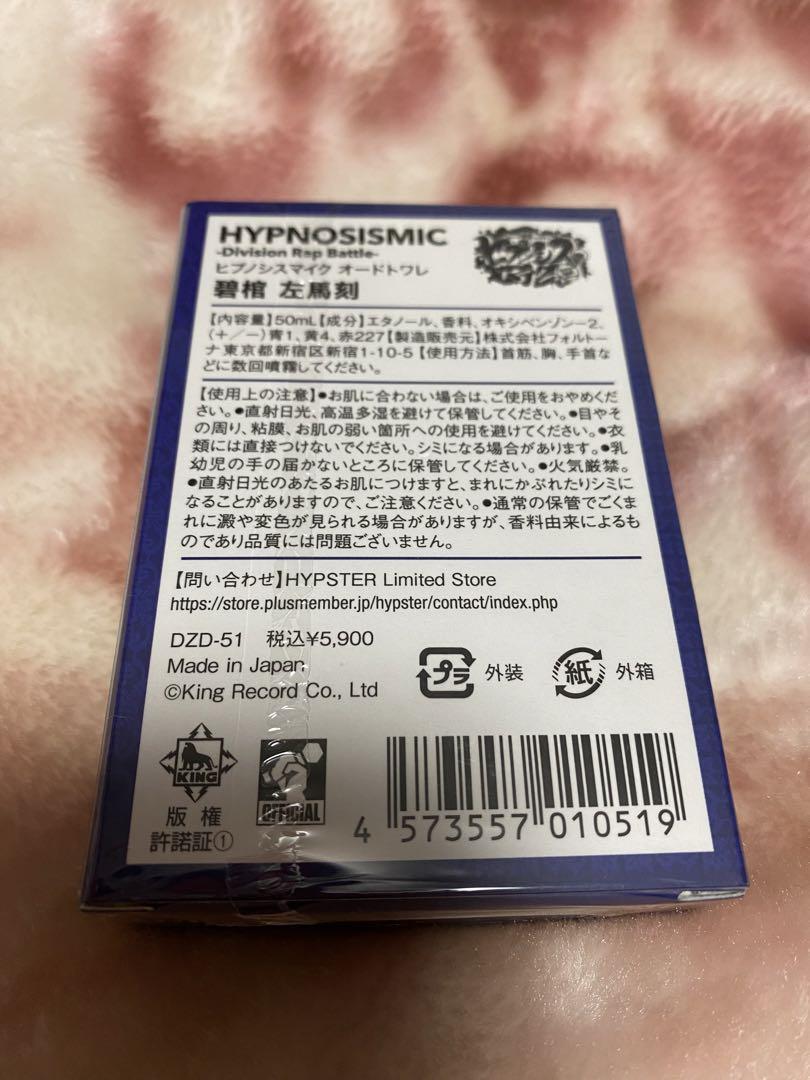 HYPNOSISMIC
-Division Rap Battle-
ヒプノシスマイク オードトワレ
碧棺 左馬刻
ヒプノシス
マイク
【内容量】50mL【成分】エタノール、香料、オキシベンゾン−2、
(+/−)青1、黄4、赤227【製造販売元】株式会社フォルトー
ナ東京都新宿区新宿1-10-5【使用方法】首筋、胸、手首な
どに数回噴霧してください。
【使用上の注意】●お肌に合わない場合は、ご使用をおやめくだ
さい。●直射日光、高温多湿を避けて保管してください。●目やそ
の周り、粘膜、お肌の弱い箇所への使用を避けてください。●衣
類には直接つけないでください。シミになる場合があります。●乳
幼児の手の届かないところに保管してください。●火気厳禁。
●直射日光のあたるお肌につけますと、まれにかぶれたりシミに
なることがありますので、ご注意ください。●通常の保管でごくま
れに澱や変色が見られる場合がありますが、香料由来によるも
のであり品質には問題ございません。
【問い合わせ】HYPSTER Limited Store
https://store.plusmember.jp/hypster/contact/index.php
DZD-51 税込¥5,900
Made in Japan
©King Record Co., Ltd
プラ 外装
紙 外箱
KING
版権
許諾証①
OFFICIAL
4 573557 010519